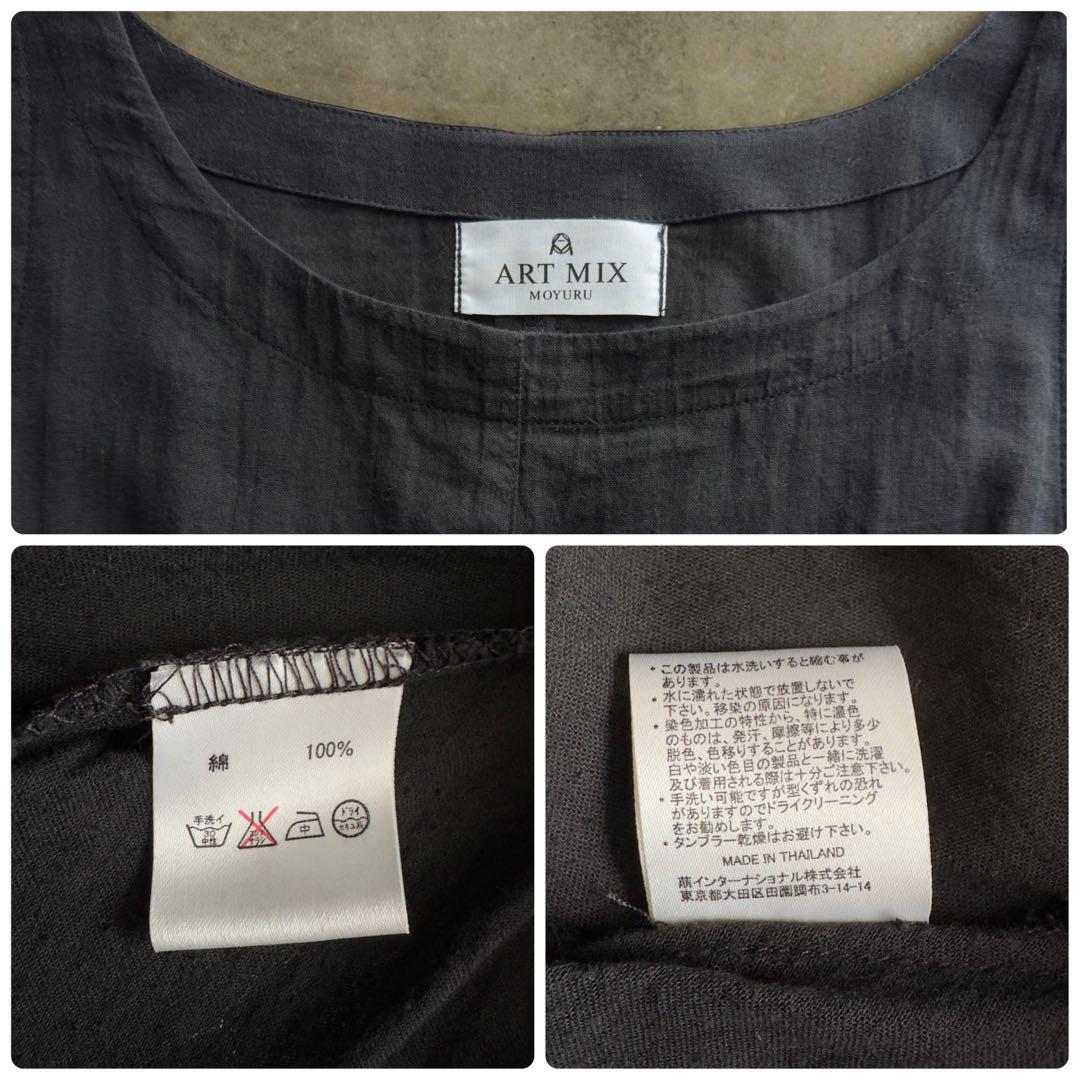 ART MIX
MOYURU
綿 100%
手洗イ
30
中性
エンソ
サラシ
中
ドライ
セキユ系
* この製品は水洗いすると縮む事が
あります。
* 水に濡れた状態で放置しないで
下さい。移染の原因になります。
* 染色加工の特性から、特に濃色
のものは、発汗、摩擦等により多少
脱色、色移りすることがあります。
白や淡い色目の製品と一緒に洗濯
及び着用される際は十分ご注意下さい。
* 手洗い可能ですが型くずれの恐れ
がありますのでドライクリーニング
をお勧めします。
* タンブラー乾燥はお避け下さい。
MADE IN THAILAND
萌インターナショナル株式会社
東京都大田区田園調布3-14-14